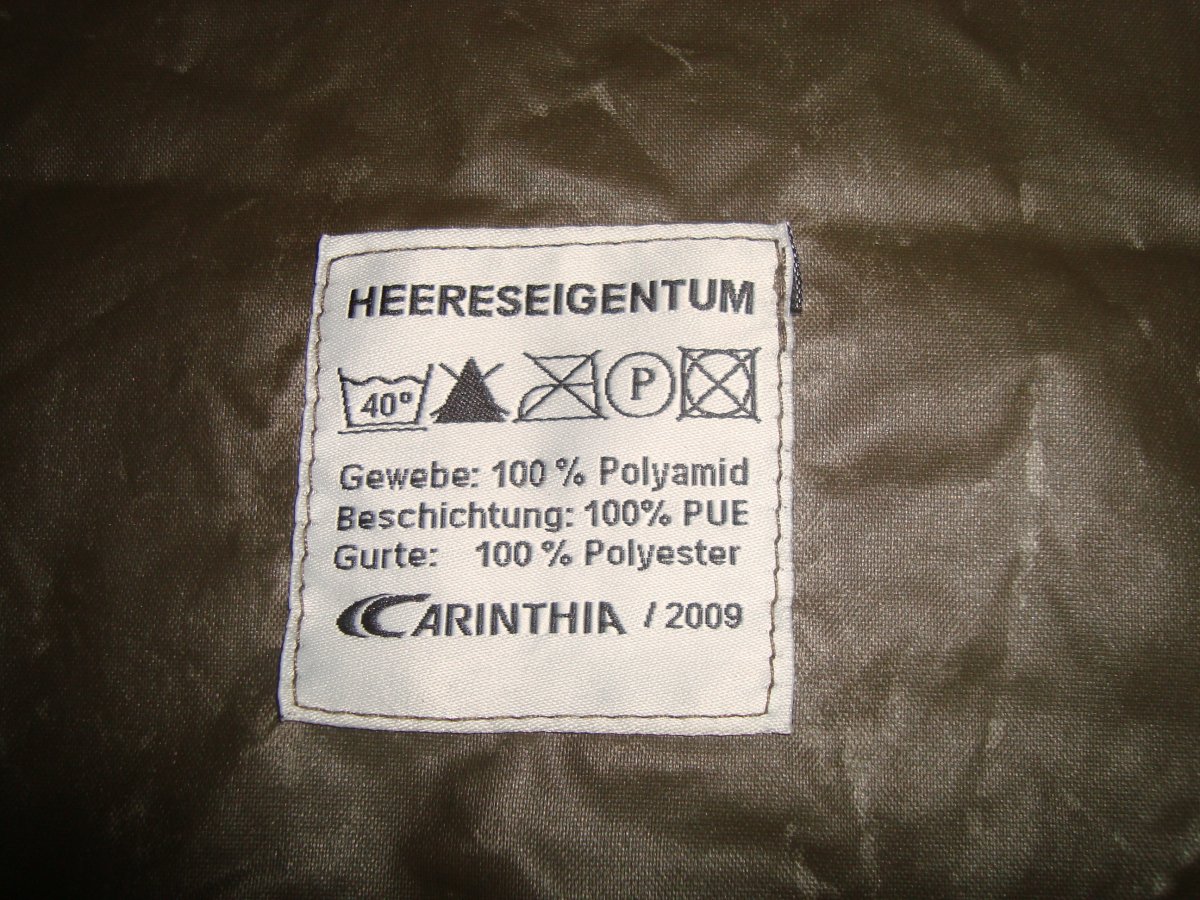 HEERESEIGENTUM
40° P
Gewebe: 100 % Polyamid
Beschichtung: 100% PUE
Gurte: 100 % Polyester
CARINTHIA / 2009